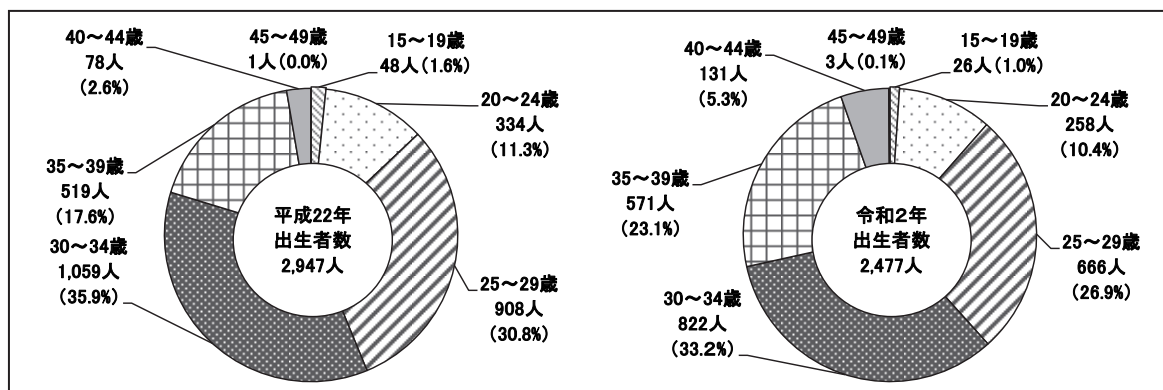 40～44歳
78人
(2.6%)
45～49歳
1人(0.0%)
15～19歳
48人(1.6%)
20～24歳
334人
(11.3%)
35～39歳
519人
(17.6%)
30～34歳
1,059人
(35.9%)
25～29歳
908人
(30.8%)
平成22年
出生者数
2,947人
40～44歳
131人
(5.3%)
45～49歳
3人(0.1%)
15～19歳
26人(1.0%)
20～24歳
258人
(10.4%)
35～39歳
571人
(23.1%)
30～34歳
822人
(33.2%)
25～29歳
666人
(26.9%)
令和2年
出生者数
2,477人